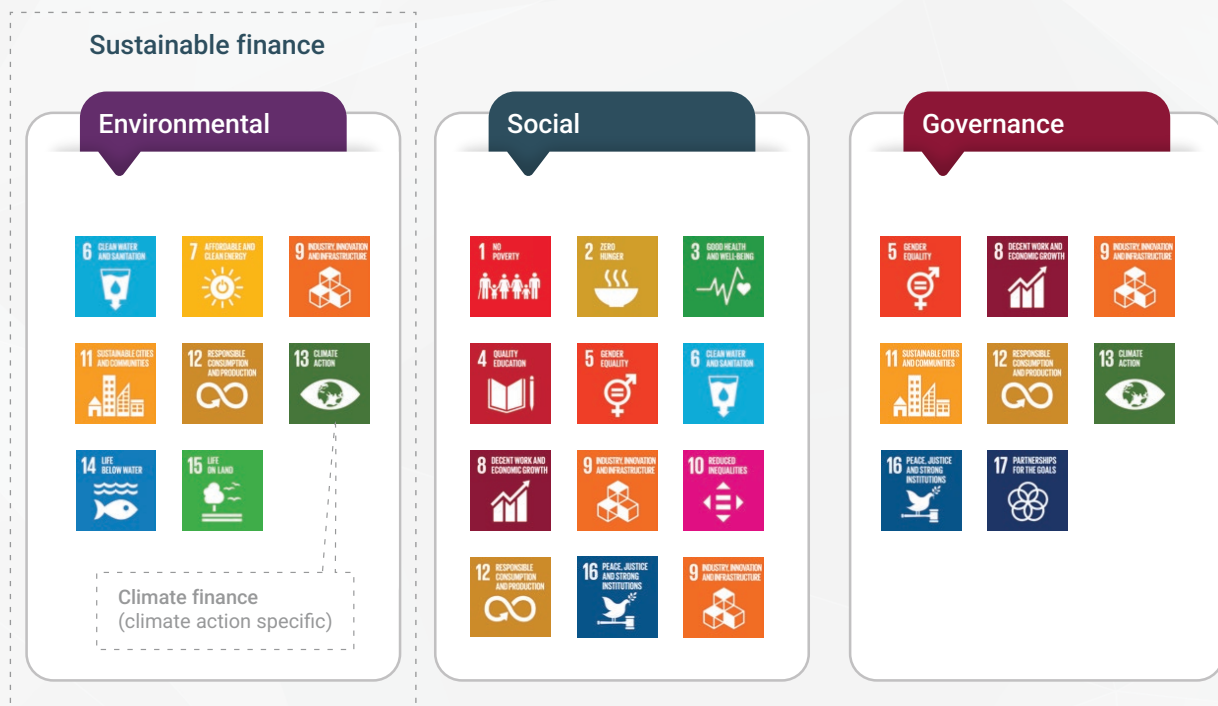 Sustainable finance
Environmental
6 CLEAN WATER
AND SANITATION
7 AFFORDABLE AND
CLEAN ENERGY
9 INDUSTRY, INNOVATION
AND INFRASTRUCTURE
11 SUSTAINABLE CITIES
AND COMMUNITIES
12 RESPONSIBLE
CONSUMPTION
AND PRODUCTION
13 CLIMATE
ACTION
14 LIFE
BELOW WATER
15 LIFE
ON LAND
Climate finance
(climate action specific)
Social
1 NO
POVERTY
2 ZERO
HUNGER
3 GOOD HEALTH
AND WELL-BEING
4 QUALITY
EDUCATION
5 GENDER
EQUALITY
6 CLEAN WATER
AND SANITATION
8 DECENT WORK AND
ECONOMIC GROWTH
9 INDUSTRY, INNOVATION
AND INFRASTRUCTURE
10 REDUCED
INEQUALITIES
12 RESPONSIBLE
CONSUMPTION
AND PRODUCTION
16 PEACE, JUSTICE
AND STRONG
INSTITUTIONS
9 INDUSTRY, INNOVATION
AND INFRASTRUCTURE
Governance
5 GENDER
EQUALITY
8 DECENT WORK AND
ECONOMIC GROWTH
9 INDUSTRY, INNOVATION
AND INFRASTRUCTURE
11 SUSTAINABLE CITIES
AND COMMUNITIES
12 RESPONSIBLE
CONSUMPTION
AND PRODUCTION
13 CLIMATE
ACTION
16 PEACE, JUSTICE
AND STRONG
INSTITUTIONS
17 PARTNERSHIPS
FOR THE GOALS